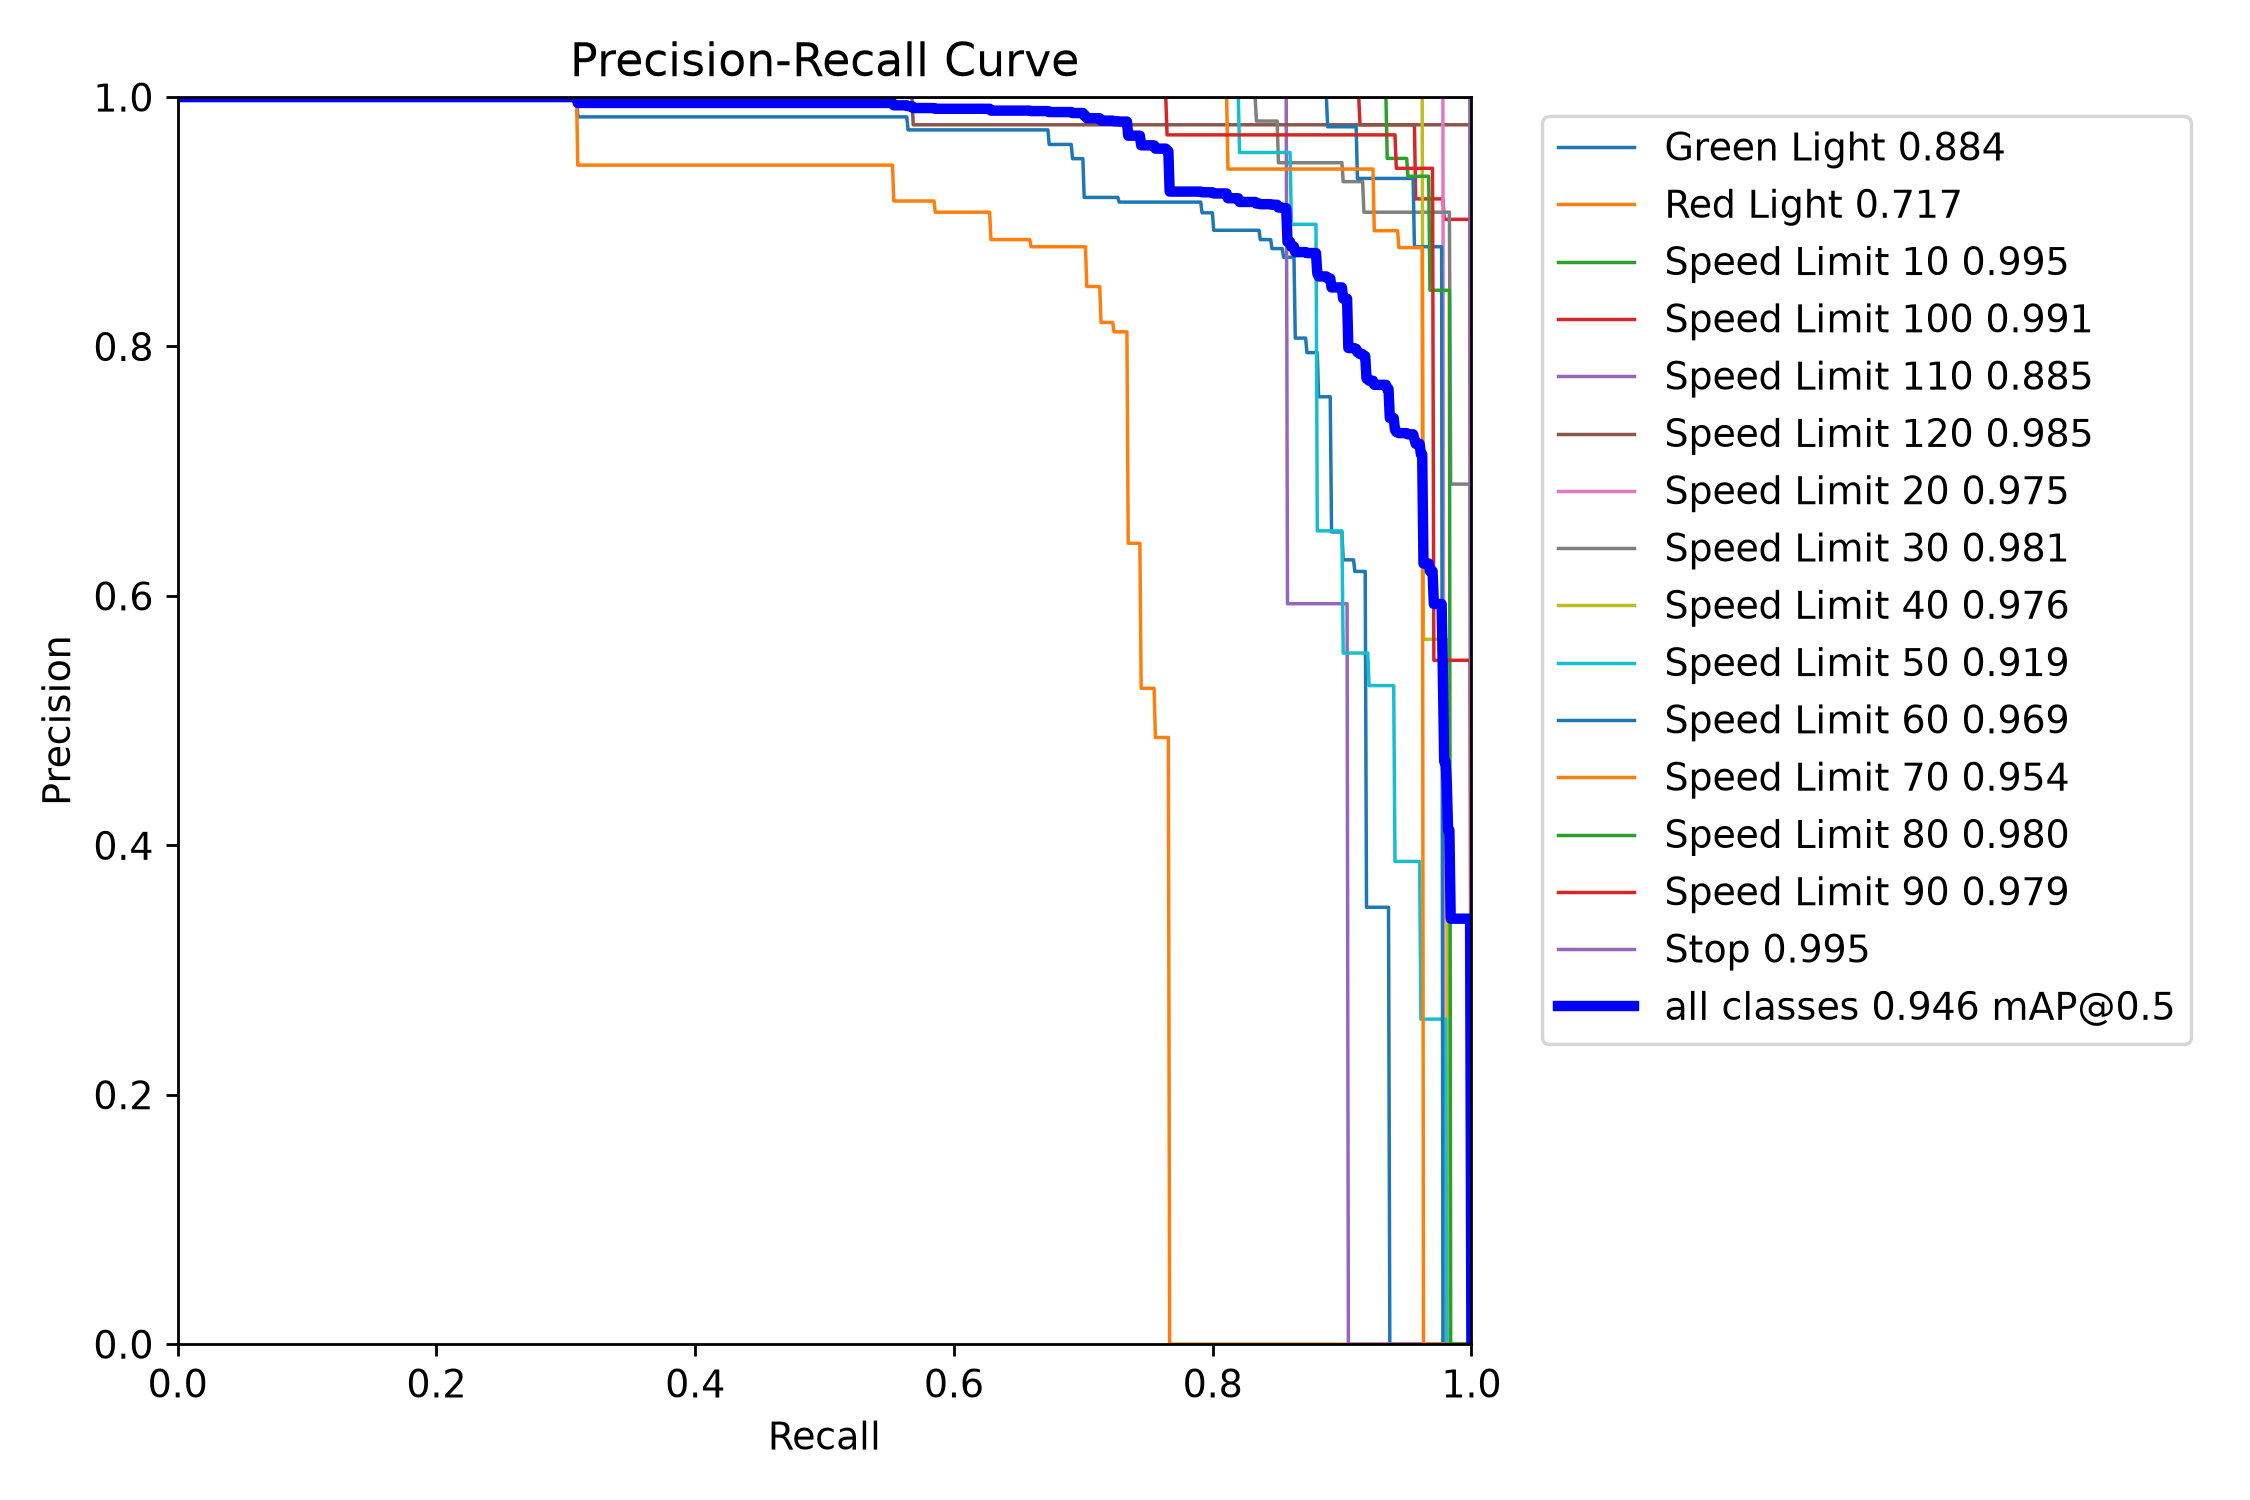 Precision-Recall Curve
1.0
0.8
0.6
0.4
0.2
0.0
Precision
0.0 0.2 0.4 0.6 0.8 1.0
Recall
Green Light 0.884
Red Light 0.717
Speed Limit 10 0.995
Speed Limit 100 0.991
Speed Limit 110 0.885
Speed Limit 120 0.985
Speed Limit 20 0.975
Speed Limit 30 0.981
Speed Limit 40 0.976
Speed Limit 50 0.919
Speed Limit 60 0.969
Speed Limit 70 0.954
Speed Limit 80 0.980
Speed Limit 90 0.979
Stop 0.995
all classes 0.946 mAP@0.5